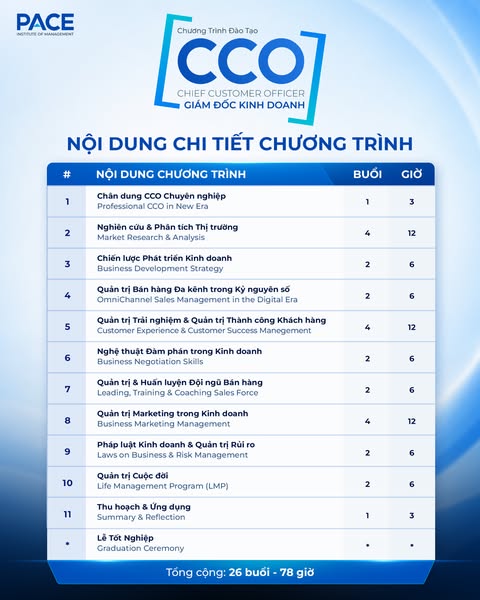 PACE
INSTITUTE OF MANAGEMENT
Chương Trình Đào Tạo
CCO
CHIEF CUSTOMER OFFICER
GIÁM ĐỐC KINH DOANH
NỘI DUNG CHI TIẾT CHƯƠNG TRÌNH
# NỘI DUNG CHƯƠNG TRÌNH BUỔI GIỜ
1 Chân dung CCO Chuyên nghiệp 1 3
Professional CCO in New Era
2 Nghiên cứu & Phân tích Thị trường 4 12
Market Research & Analysis
3 Chiến lược Phát triển Kinh doanh 2 6
Business Development Strategy
4 Quản trị Bán hàng Đa kênh trong Kỷ nguyên số 2 6
OmniChannel Sales Management in the Digital Era
5 Quản trị Trải nghiệm & Quản trị Thành công Khách hàng 4 12
Customer Experience & Customer Success Manegement
6 Nghệ thuật Đàm phán trong Kinh doanh 2 6
Business Negotiation Skills
7 Quản trị & Huấn luyện Đội ngũ Bán hàng 2 6
Leading, Training & Coaching Sales Force
8 Quản trị Marketing trong Kinh doanh 4 12
Business Marketing Management
9 Pháp luật Kinh doanh & Quản trị Rủi ro 2 6
Laws on Business & Risk Management
10 Quản trị Cuộc đời 2 6
Life Management Program (LMP)
11 Thu hoạch & Ứng dụng 1 3
Summary & Reflection
* Lễ Tốt Nghiệp * *
Graduation Ceremony
Tổng cộng: 26 buổi - 78 giờ